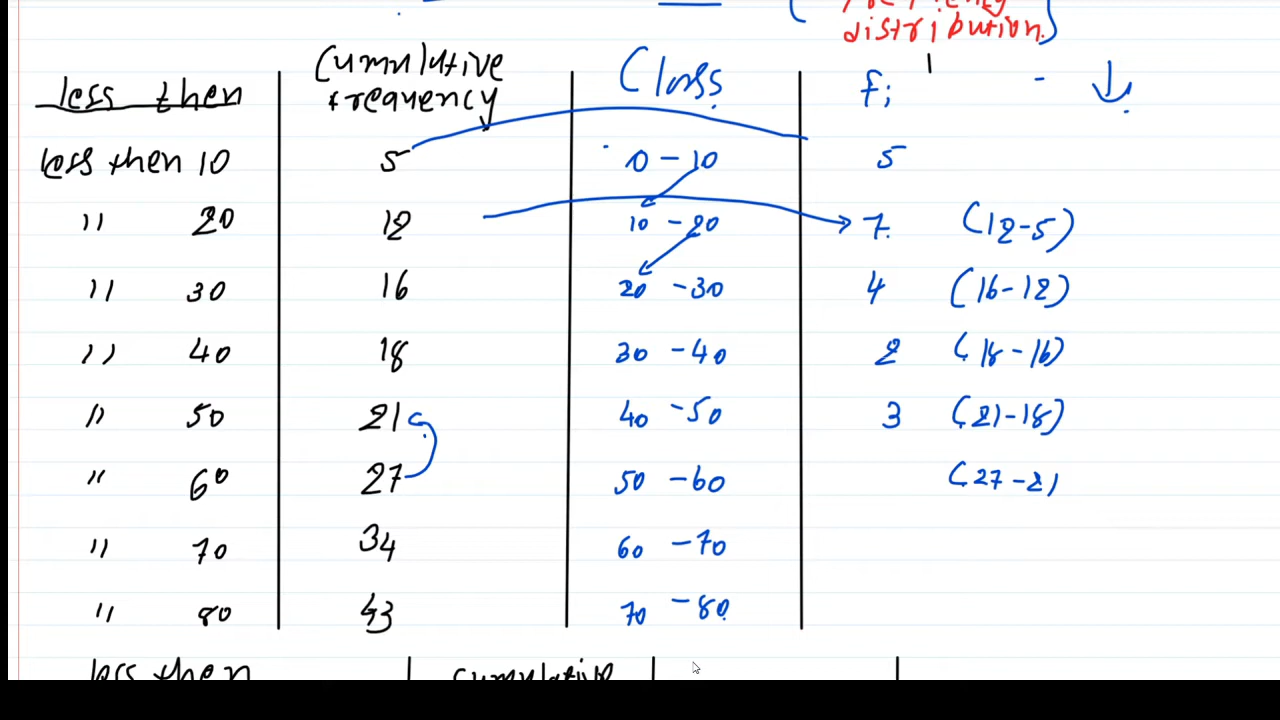 distribution)
less then Cumulative frequency Class fi
less then 10 5 0 - 10 5
" 20 12 10 - 20 7 (12-5)
" 30 16 20 - 30 4 (16-12)
" 40 18 30 - 40 2 (18-16)
" 50 21 40 - 50 3 (21-18)
" 60 27 50 - 60 (27-21
" 70 34 60 - 70
" 80 43 70 - 80
less then cumulative